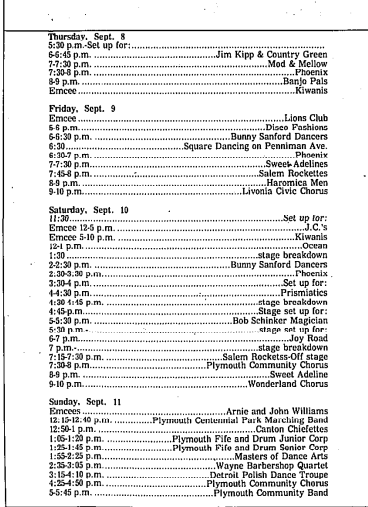 Thursday, Sept. 8
5:30 p.m.-Set up for:
6-6:45 p.m. Jim Kipp & Country Green
7-7:30 p.m. Mod & Mellow
7:30-8 p.m. Phoenix
8-9 p.m. Banjo Pals
Emcee Kiwanis
Friday, Sept. 9
Emcee Lions Club
5-6 p.m. Disco Fashions
6-6:30 p.m. Bunny Sanford Dancers
6:30 Square Dancing on Penniman Ave.
6:30-7 p.m. Phoenix
7-7:30 p.m. Sweet Adelines
7:45-8 p.m. Salem Rockettes
8-9 p.m. Haromica Men
9-10 p.m. Livonia Civic Chorus
Saturday, Sept. 10
11:30 Set up for:
Emcee 12-5 p.m. J.C.'s
Emcee 5-10 p.m. Kiwanis
12-1 p.m. Ocean
1:30 stage breakdown
2-2:30 p.m. Bunny Sanford Dancers
2:30-3:30 p.m. Phoenix
3:30-4 p.m. Set up for:
4-4:30 p.m. Prismiatics
4:30-4:45 p.m. stage breakdown
4:45-p.m. Stage set up for:
5-5:30 p.m. Bob Schinker Magician
5:30 p.m. stage set up for:
6-7 p.m. Joy Road
7 p.m. stage breakdown
7:15-7:30 p.m. Salem Rocketss-Off stage
7:30-8 p.m. Plymouth Community Chorus
8-9 p.m. Sweet Adeline
9-10 p.m. Wonderland Chorus
Sunday, Sept. 11
Emcees Arnie and John Williams
12:15-12:40 p.m. Plymouth Centennial Park Marching Band
12:50-1 p.m. Canton Chiefettes
1:05-1:20 p.m. Plymouth Fife and Drum Junior Corp
1:25-1:45 p.m. Plymouth Fife and Drum Senior Corp
1:55-2:25 p.m. Masters of Dance Arts
2:35-3:05 p.m. Wayne Barbershop Quartet
3:15-4:10 p.m. Detroit Polish Dance Troupe
4:25-4:50 p.m. Plymouth Community Chorus
5-5:45 p.m. Plymouth Community Band